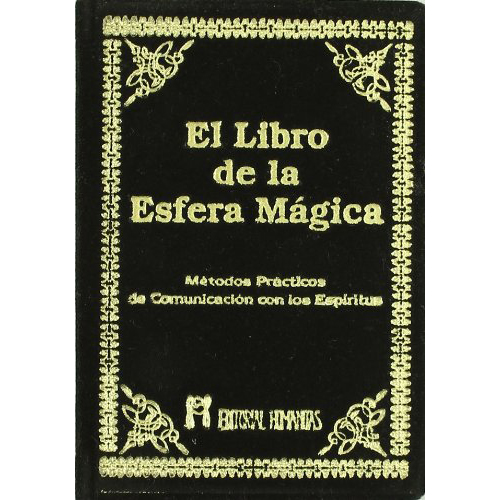 El Libro
de la
Esfera Mágica
Métodos Prácticos
de Comunicación con los Espíritus
EDITORIAL HUMANITAS